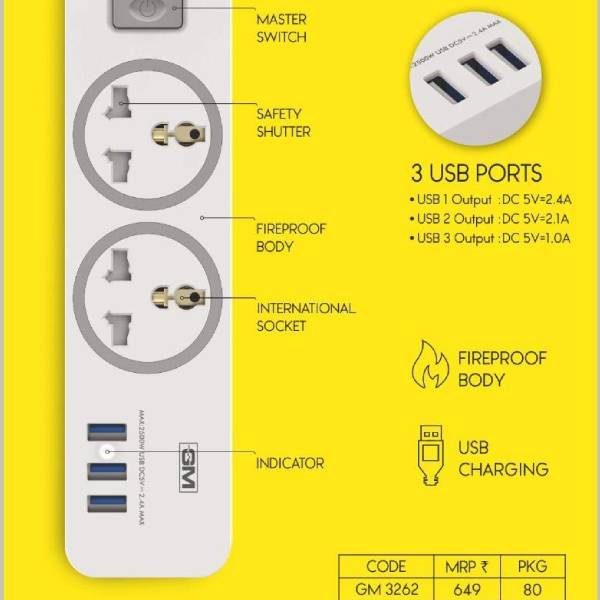 MASTER
SWITCH
SAFETY
SHUTTER
FIREPROOF
BODY
INTERNATIONAL
SOCKET
INDICATOR
MAX.2500W USB DC5V⎓2.4A MAX
GM
2500W USB DC5V⎓2.4A MAX
3 USB PORTS
• USB 1 Output : DC 5V=2.4A
• USB 2 Output : DC 5V=2.1A
• USB 3 Output : DC 5V=1.0A
FIREPROOF
BODY
USB
CHARGING
CODE MRP ₹ PKG
GM 3262 649 80